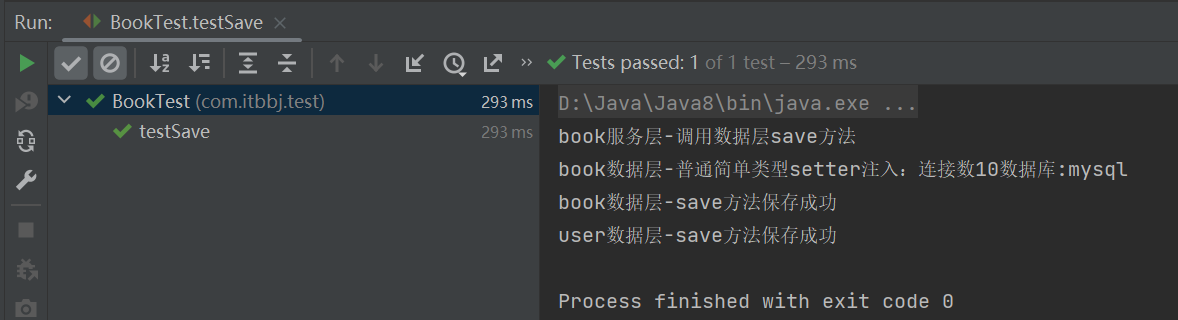 Run: BookTest.testSave
Tests passed: 1 of 1 test – 293 ms
BookTest (com.itbbj.test) 293 ms
testSave 293 ms
D:\Java\Java8\bin\java.exe ...
book服务层-调用数据层save方法
book数据层-普通简单类型setter注入：连接数10数据库:mysql
book数据层-save方法保存成功
user数据层-save方法保存成功
Process finished with exit code 0